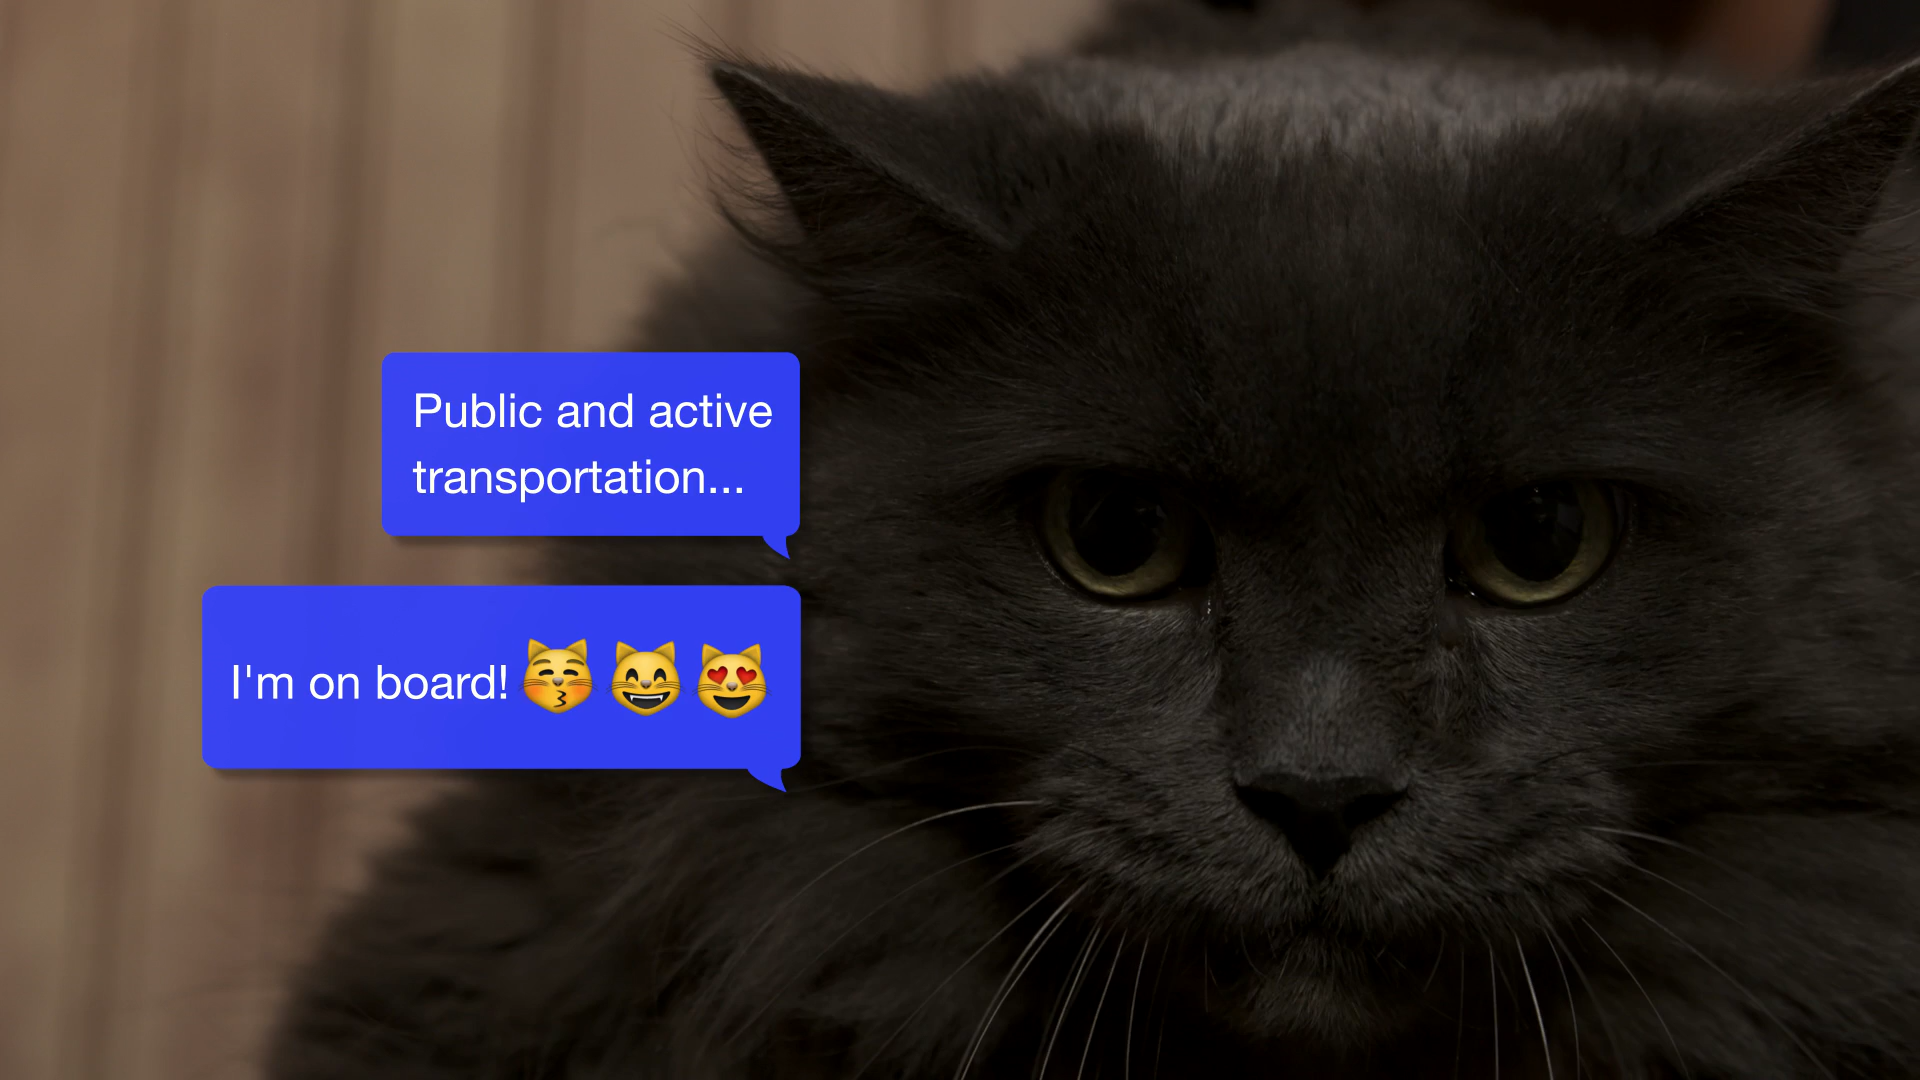 Public and active
transportation...
I'm on board! 😽 😸 😻